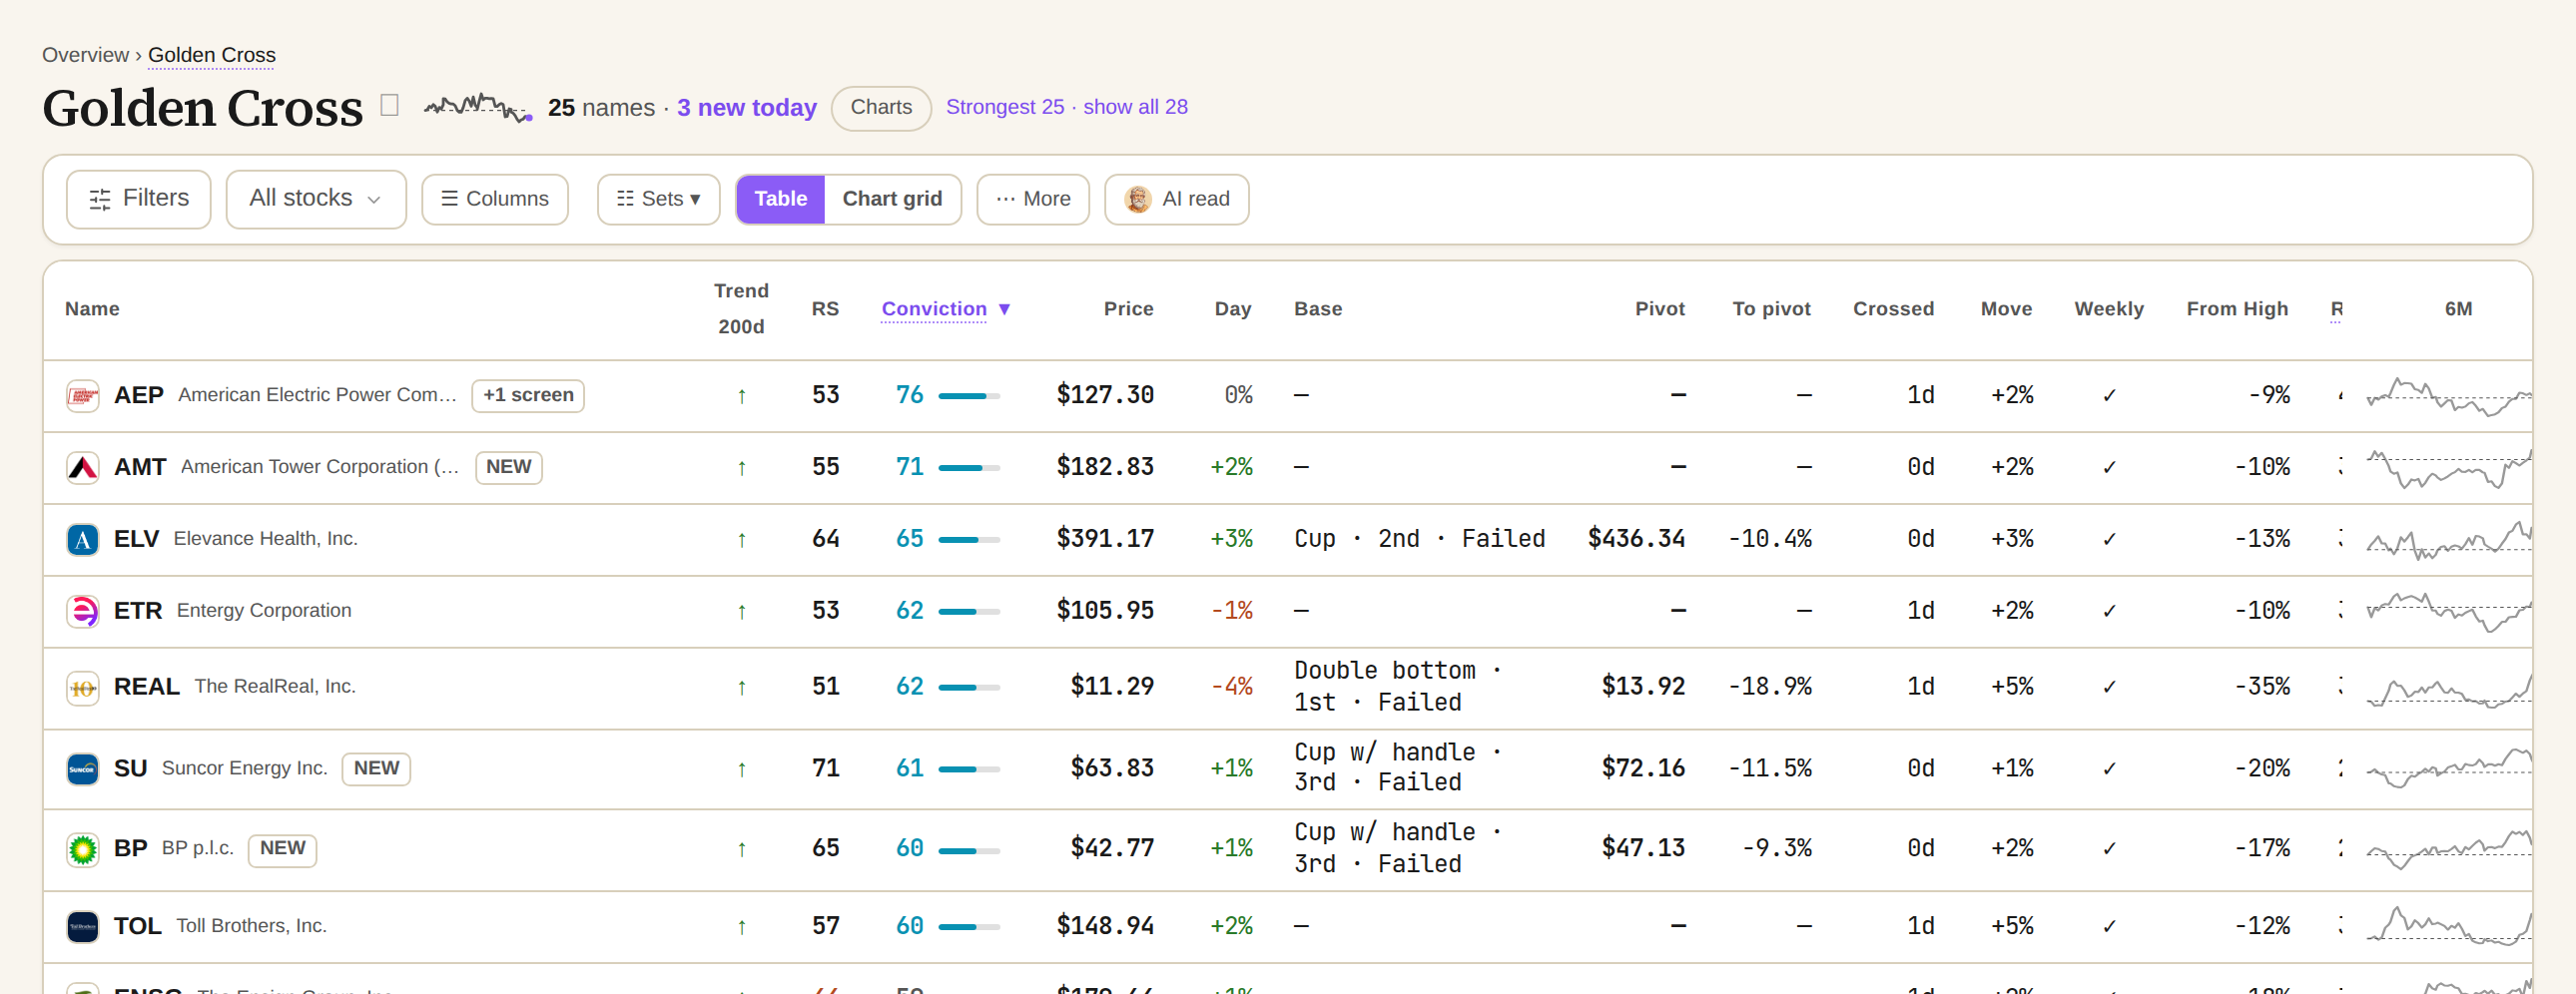 Overview › Golden Cross
Golden Cross 25 names · 3 new today Charts Strongest 25 · show all 28
Filters All stocks Columns Sets ▾ Table Chart grid ··· More AI read
Name Trend 200d RS Conviction ▼ Price Day Base Pivot To pivot Crossed Move Weekly From High R 6M
AEP American Electric Power Com… +1 screen ↑ 53 76 $127.30 0% — — — 1d +2% ✓ -9%
AMT American Tower Corporation (… NEW ↑ 55 71 $182.83 +2% — — — 0d +2% ✓ -10%
ELV Elevance Health, Inc. ↑ 64 65 $391.17 +3% Cup · 2nd · Failed $436.34 -10.4% 0d +3% ✓ -13%
ETR Entergy Corporation ↑ 53 62 $105.95 -1% — — — 1d +2% ✓ -10%
REAL The RealReal, Inc. ↑ 51 62 $11.29 -4% Double bottom · 1st · Failed $13.92 -18.9% 1d +5% ✓ -35%
SU Suncor Energy Inc. NEW ↑ 71 61 $63.83 +1% Cup w/ handle · 3rd · Failed $72.16 -11.5% 0d +1% ✓ -20%
BP BP p.l.c. NEW ↑ 65 60 $42.77 +1% Cup w/ handle · 3rd · Failed $47.13 -9.3% 0d +2% ✓ -17%
TOL Toll Brothers, Inc. ↑ 57 60 $148.94 +2% — — — 1d +5% ✓ -12%